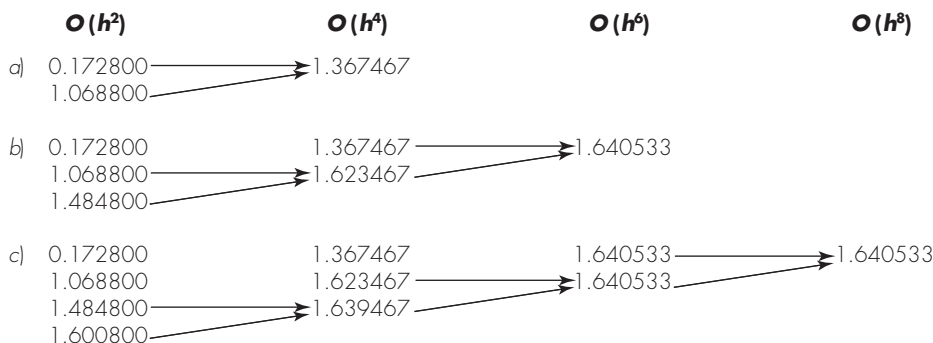 O(h²) O(h⁴) O(h⁶) O(h⁸)
a) 0.172800 1.367467
1.068800
b) 0.172800 1.367467 1.640533
1.068800 1.623467
1.484800
c) 0.172800 1.367467 1.640533 1.640533
1.068800 1.623467 1.640533
1.484800 1.639467
1.600800